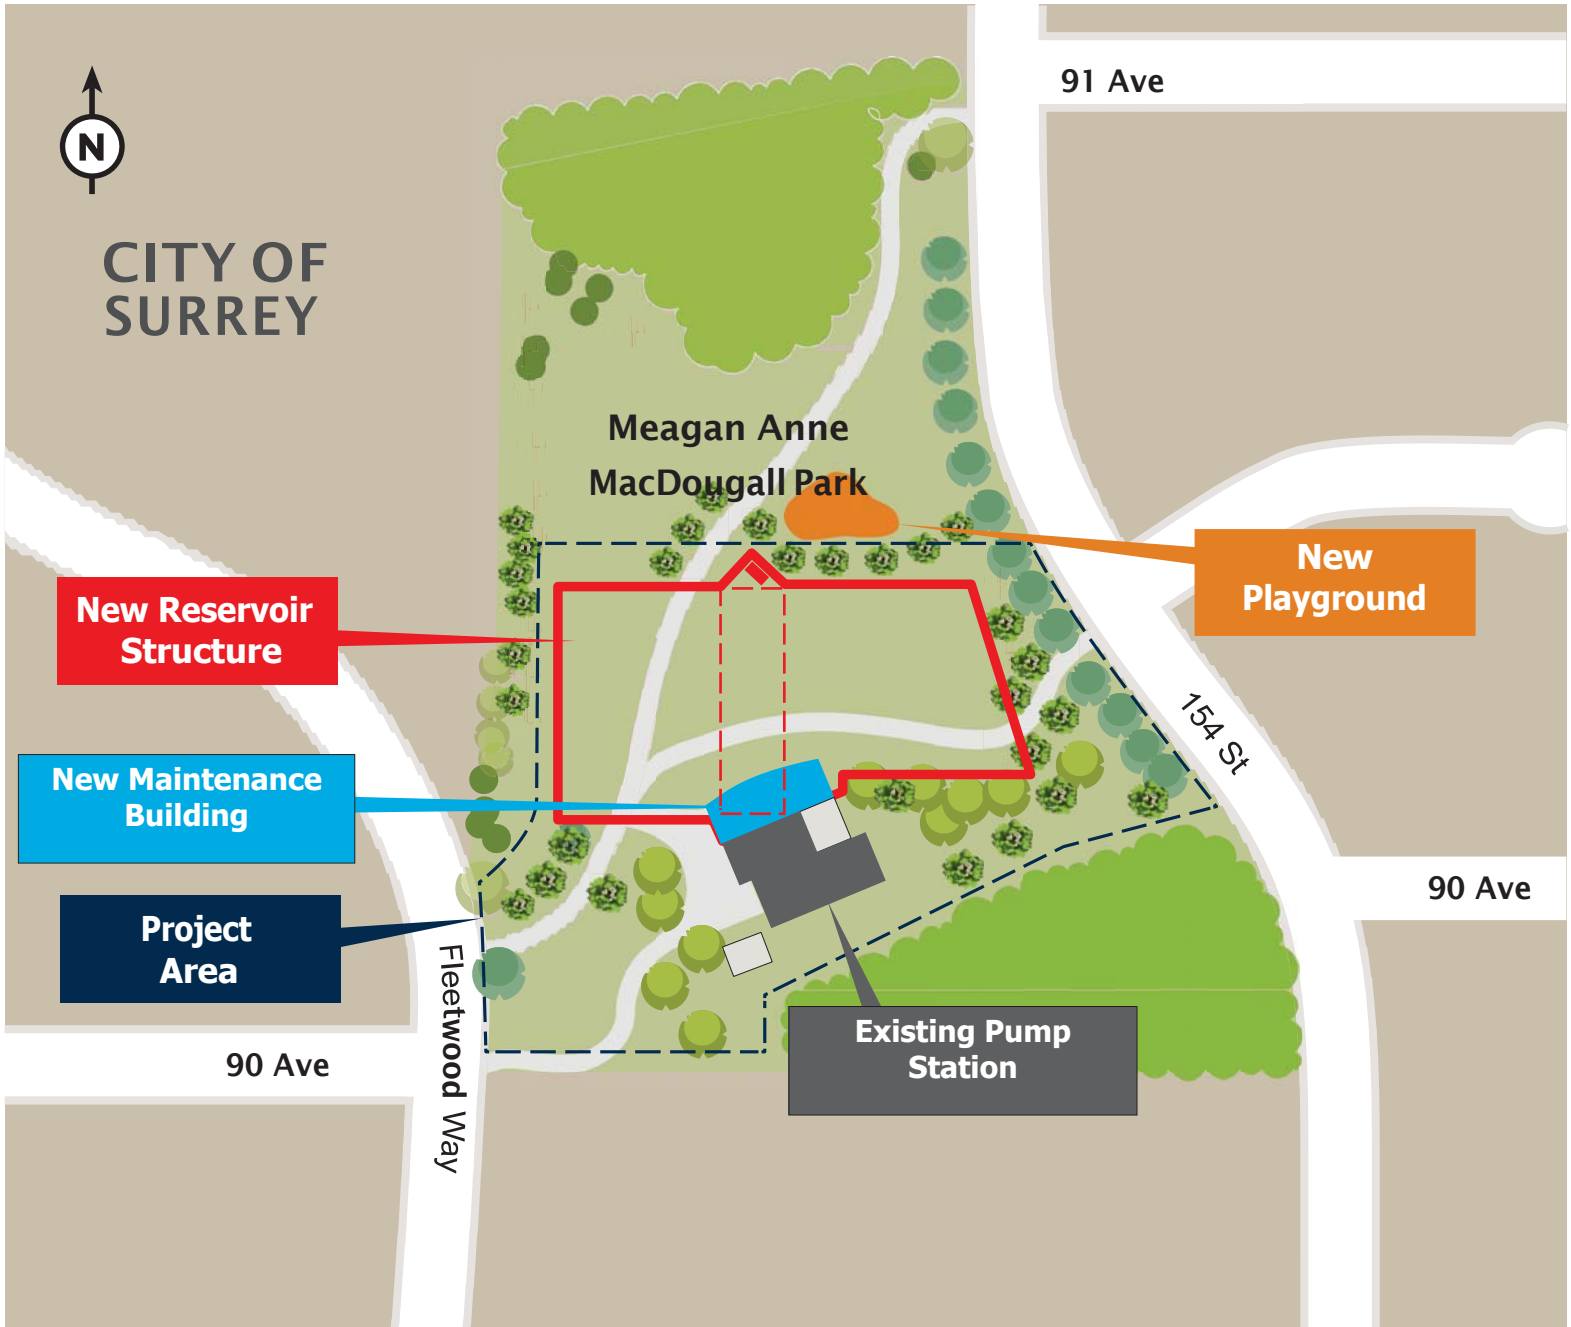 91 Ave
N
CITY OF
SURREY
Meagan Anne
MacDougall Park
New
Playground
New Reservoir
Structure
154 St
New Maintenance
Building
90 Ave
Project
Area
Fleetwood Way
Existing Pump
Station
90 Ave